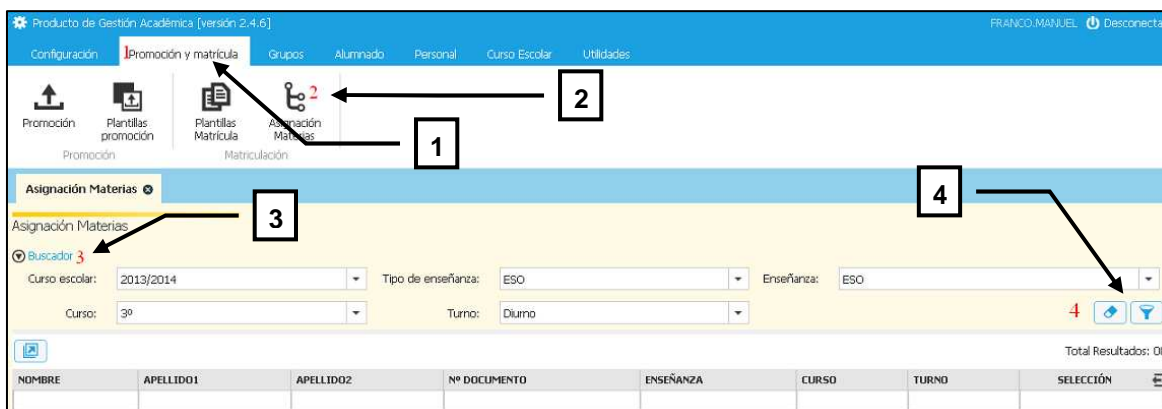 Producto de Gestión Académica [versión 2.4.6] FRANCO.MANUEL Desconecta
Configuración 1 Promoción y matrícula Grupos Alumnado Personal Curso Escolar Utilidades
2 2
Promoción Plantillas promoción Plantillas Matrícula Asignación Materias
1
Promoción Matriculación
Asignación Materias
4
3
Asignación Materias
Buscador 3
Curso escolar: 2013/2014 Tipo de enseñanza: ESO Enseñanza: ESO
Curso: 3º Turno: Diurno 4
Total Resultados: 0
NOMBRE APELLIDO1 APELLIDO2 Nº DOCUMENTO ENSEÑANZA CURSO TURNO SELECCIÓN